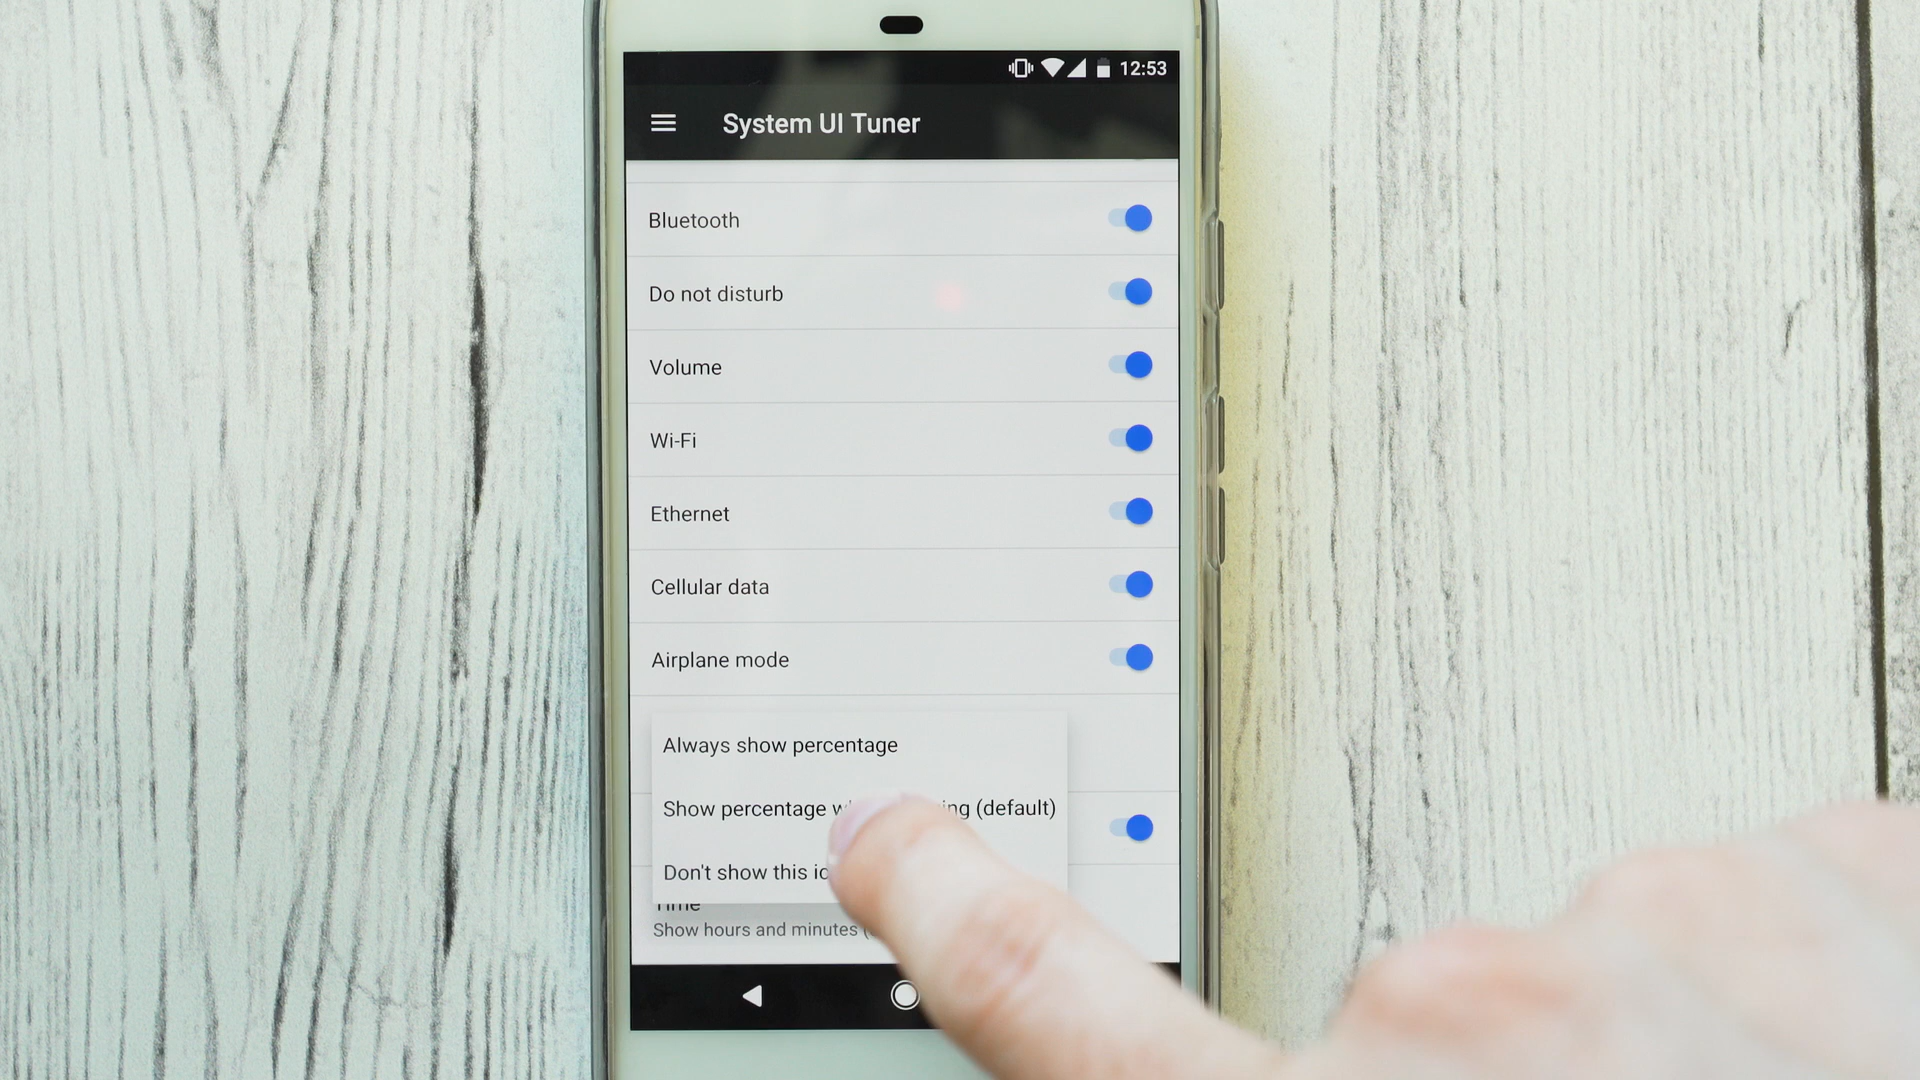 12:53
System UI Tuner
Bluetooth
Do not disturb
Volume
Wi-Fi
Ethernet
Cellular data
Airplane mode
Always show percentage
Show percentage (default)
Don't show this
Time
Show hours and minutes